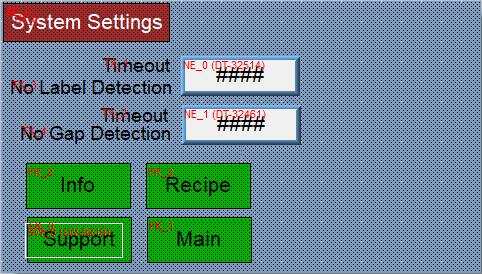 System Settings
Timeout
No Label Detection
NE_0 (DT-32514)
####
Timeout
No Gap Detection
NE_1 (DT-32461)
####
Info
Recipe
Support
Main